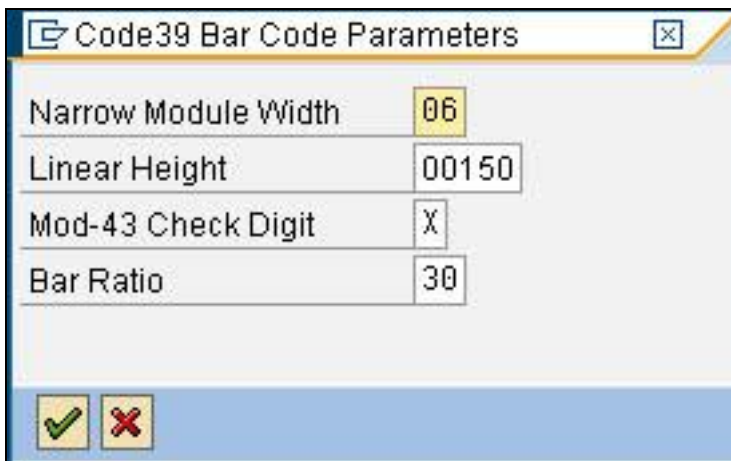 Code39 Bar Code Parameters
Narrow Module Width 06
Linear Height 00150
Mod-43 Check Digit X
Bar Ratio 30